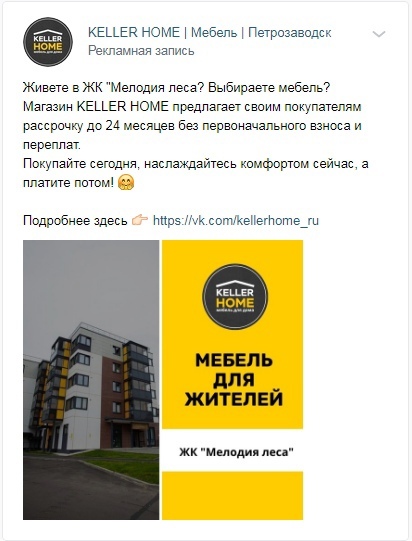 KELLER HOME | Мебель | Петрозаводск
Рекламная запись
KELLER
HOME
Живете в ЖК "Мелодия леса? Выбираете мебель?
Магазин KELLER HOME предлагает своим покупателям
рассрочку до 24 месяцев без первоначального взноса и
переплат.
Покупайте сегодня, наслаждайтесь комфортом сейчас, а
платите потом! 🤗
Подробнее здесь 👉🏻 https://vk.com/kellerhome_ru
KELLER
HOME
МЕБЕЛЬ ДЛЯ ДОМА
МЕБЕЛЬ
ДЛЯ
ЖИТЕЛЕЙ
ЖК "Мелодия леса"